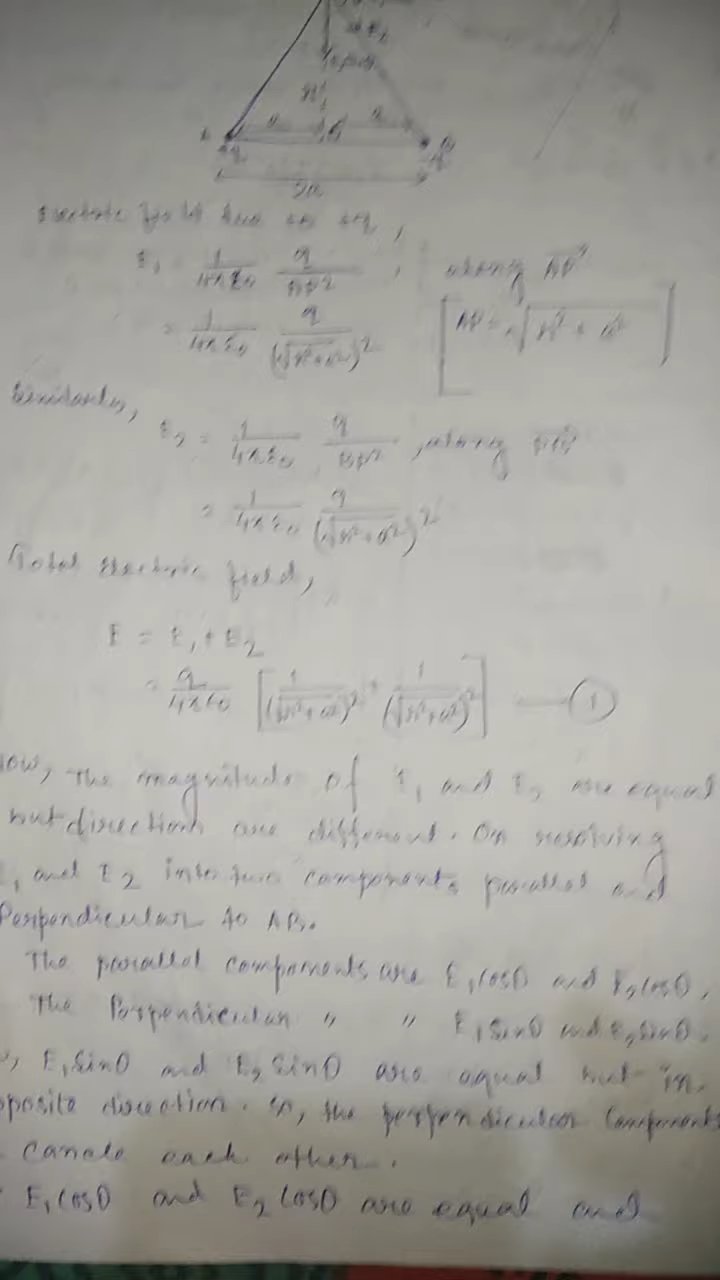 E₂
r
a
a
A
q
B
2a
Electric field due to +q,
E₁ = 1/4πε₀ q/AP² , along AP→
= 1/4πε₀ q/(√r²+a²)² [AP = √r² + a²]
Similarly,
E₂ = 1/4πε₀ q/BP² , along
= 1/4πε₀ q/(√r²+a²)²
Total electric field,
E = E₁ + E₂
= q/4πε₀ [1/(√r²+a²)² + 1/(√r²+a²)²] —— ①
Now, the magnitude of E₁ and E₂ are equal
but direction are different. On resolving
E₁ and E₂ into two components parallel and
Perpendicular to AB.
The parallel components are E₁cosθ and E₂cosθ.
The Perpendicular " " E₁sinθ and E₂sinθ.
E₁sinθ and E₂sinθ are equal but in
pposite direction. So, the perpendicular components
cancle each other.
E₁cosθ and E₂cosθ are equal and